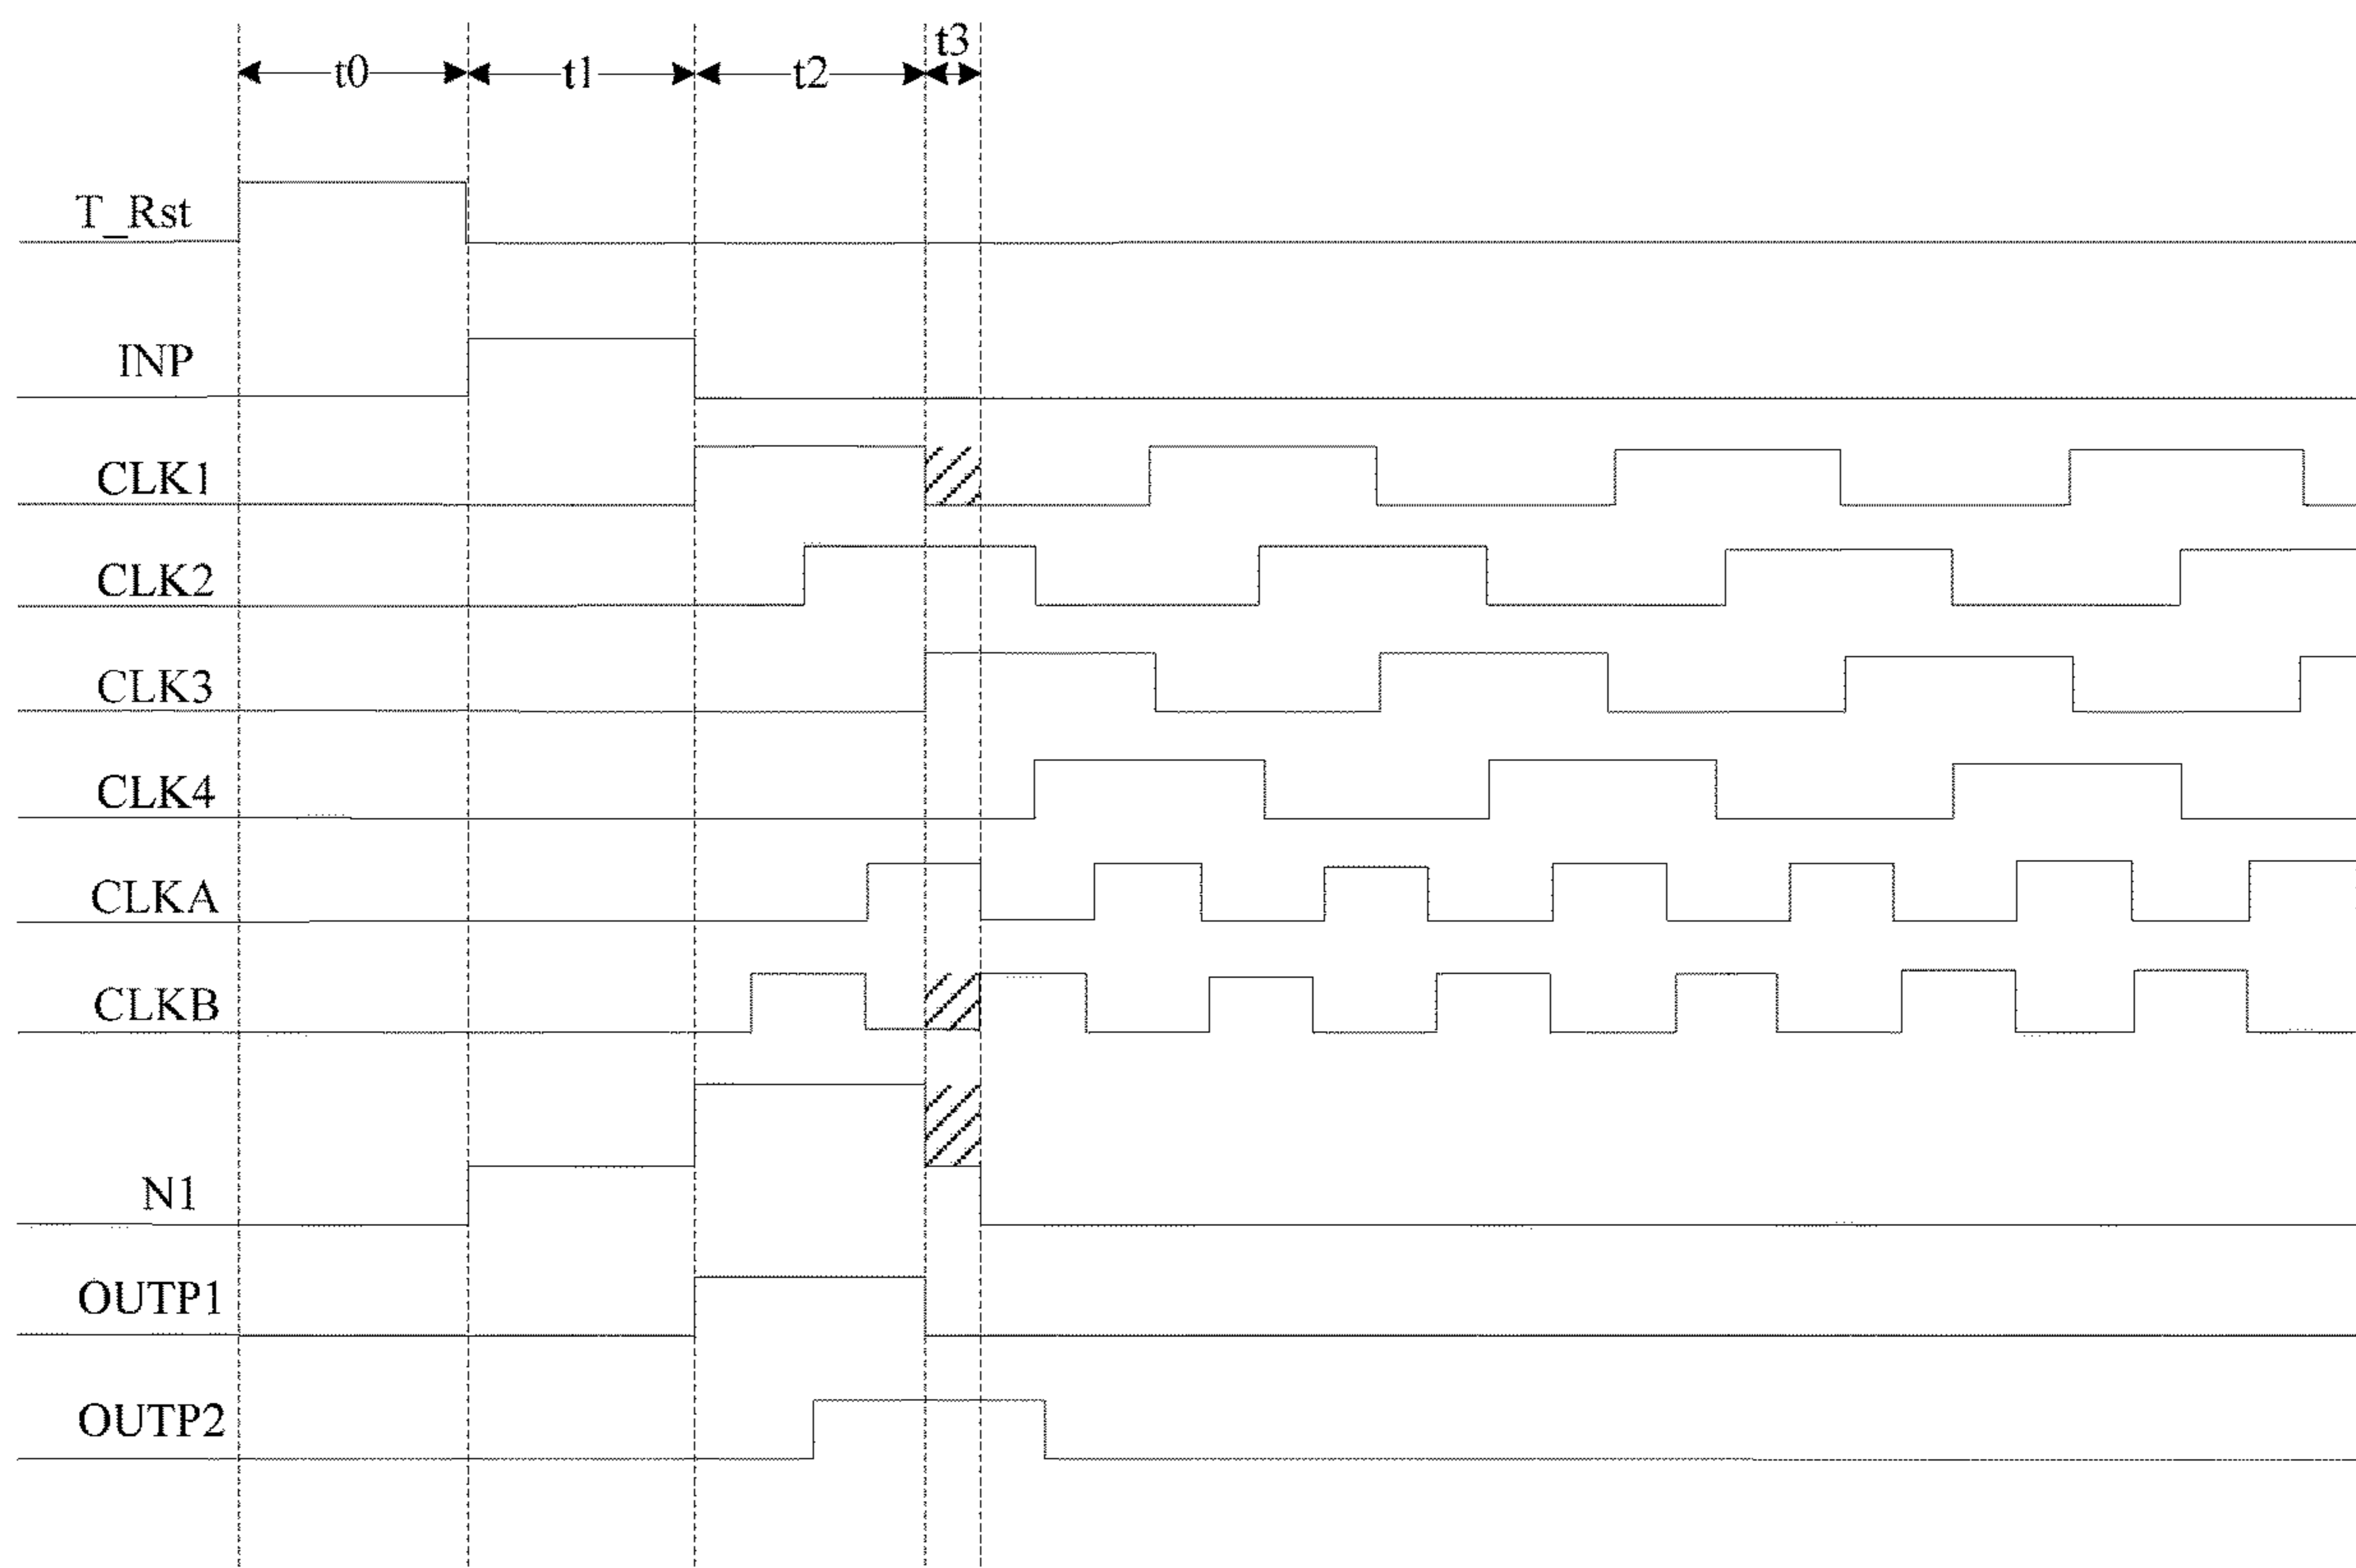 t0 t1 t2 t3
T_Rst
INP
CLK1
CLK2
CLK3
CLK4
CLKA
CLKB
N1
OUTP1
OUTP2